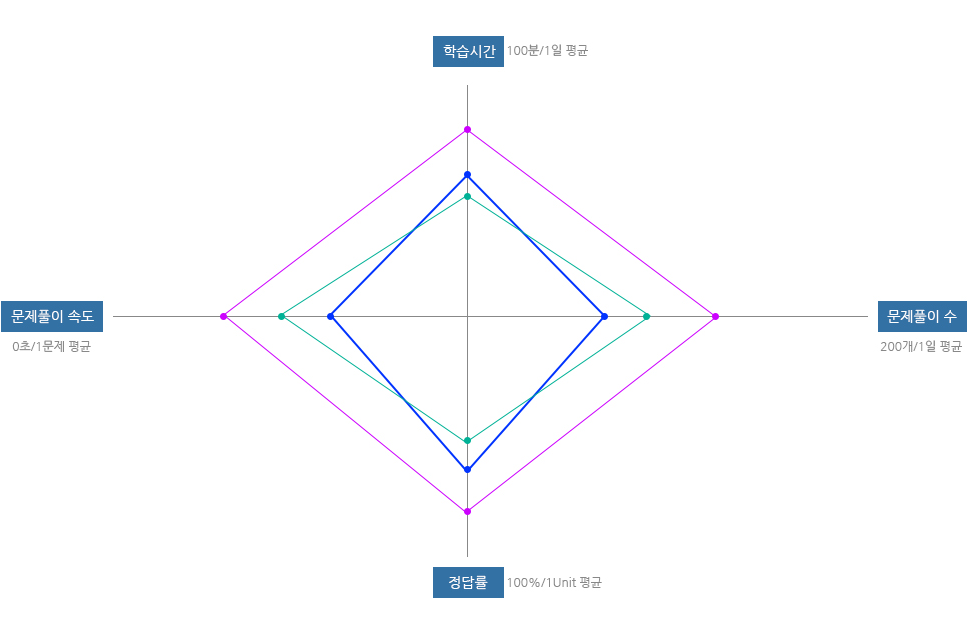 학습시간 100분/1일 평균
문제풀이 속도
0초/1문제 평균
문제풀이 수
200개/1일 평균
정답률 100%/1Unit 평균